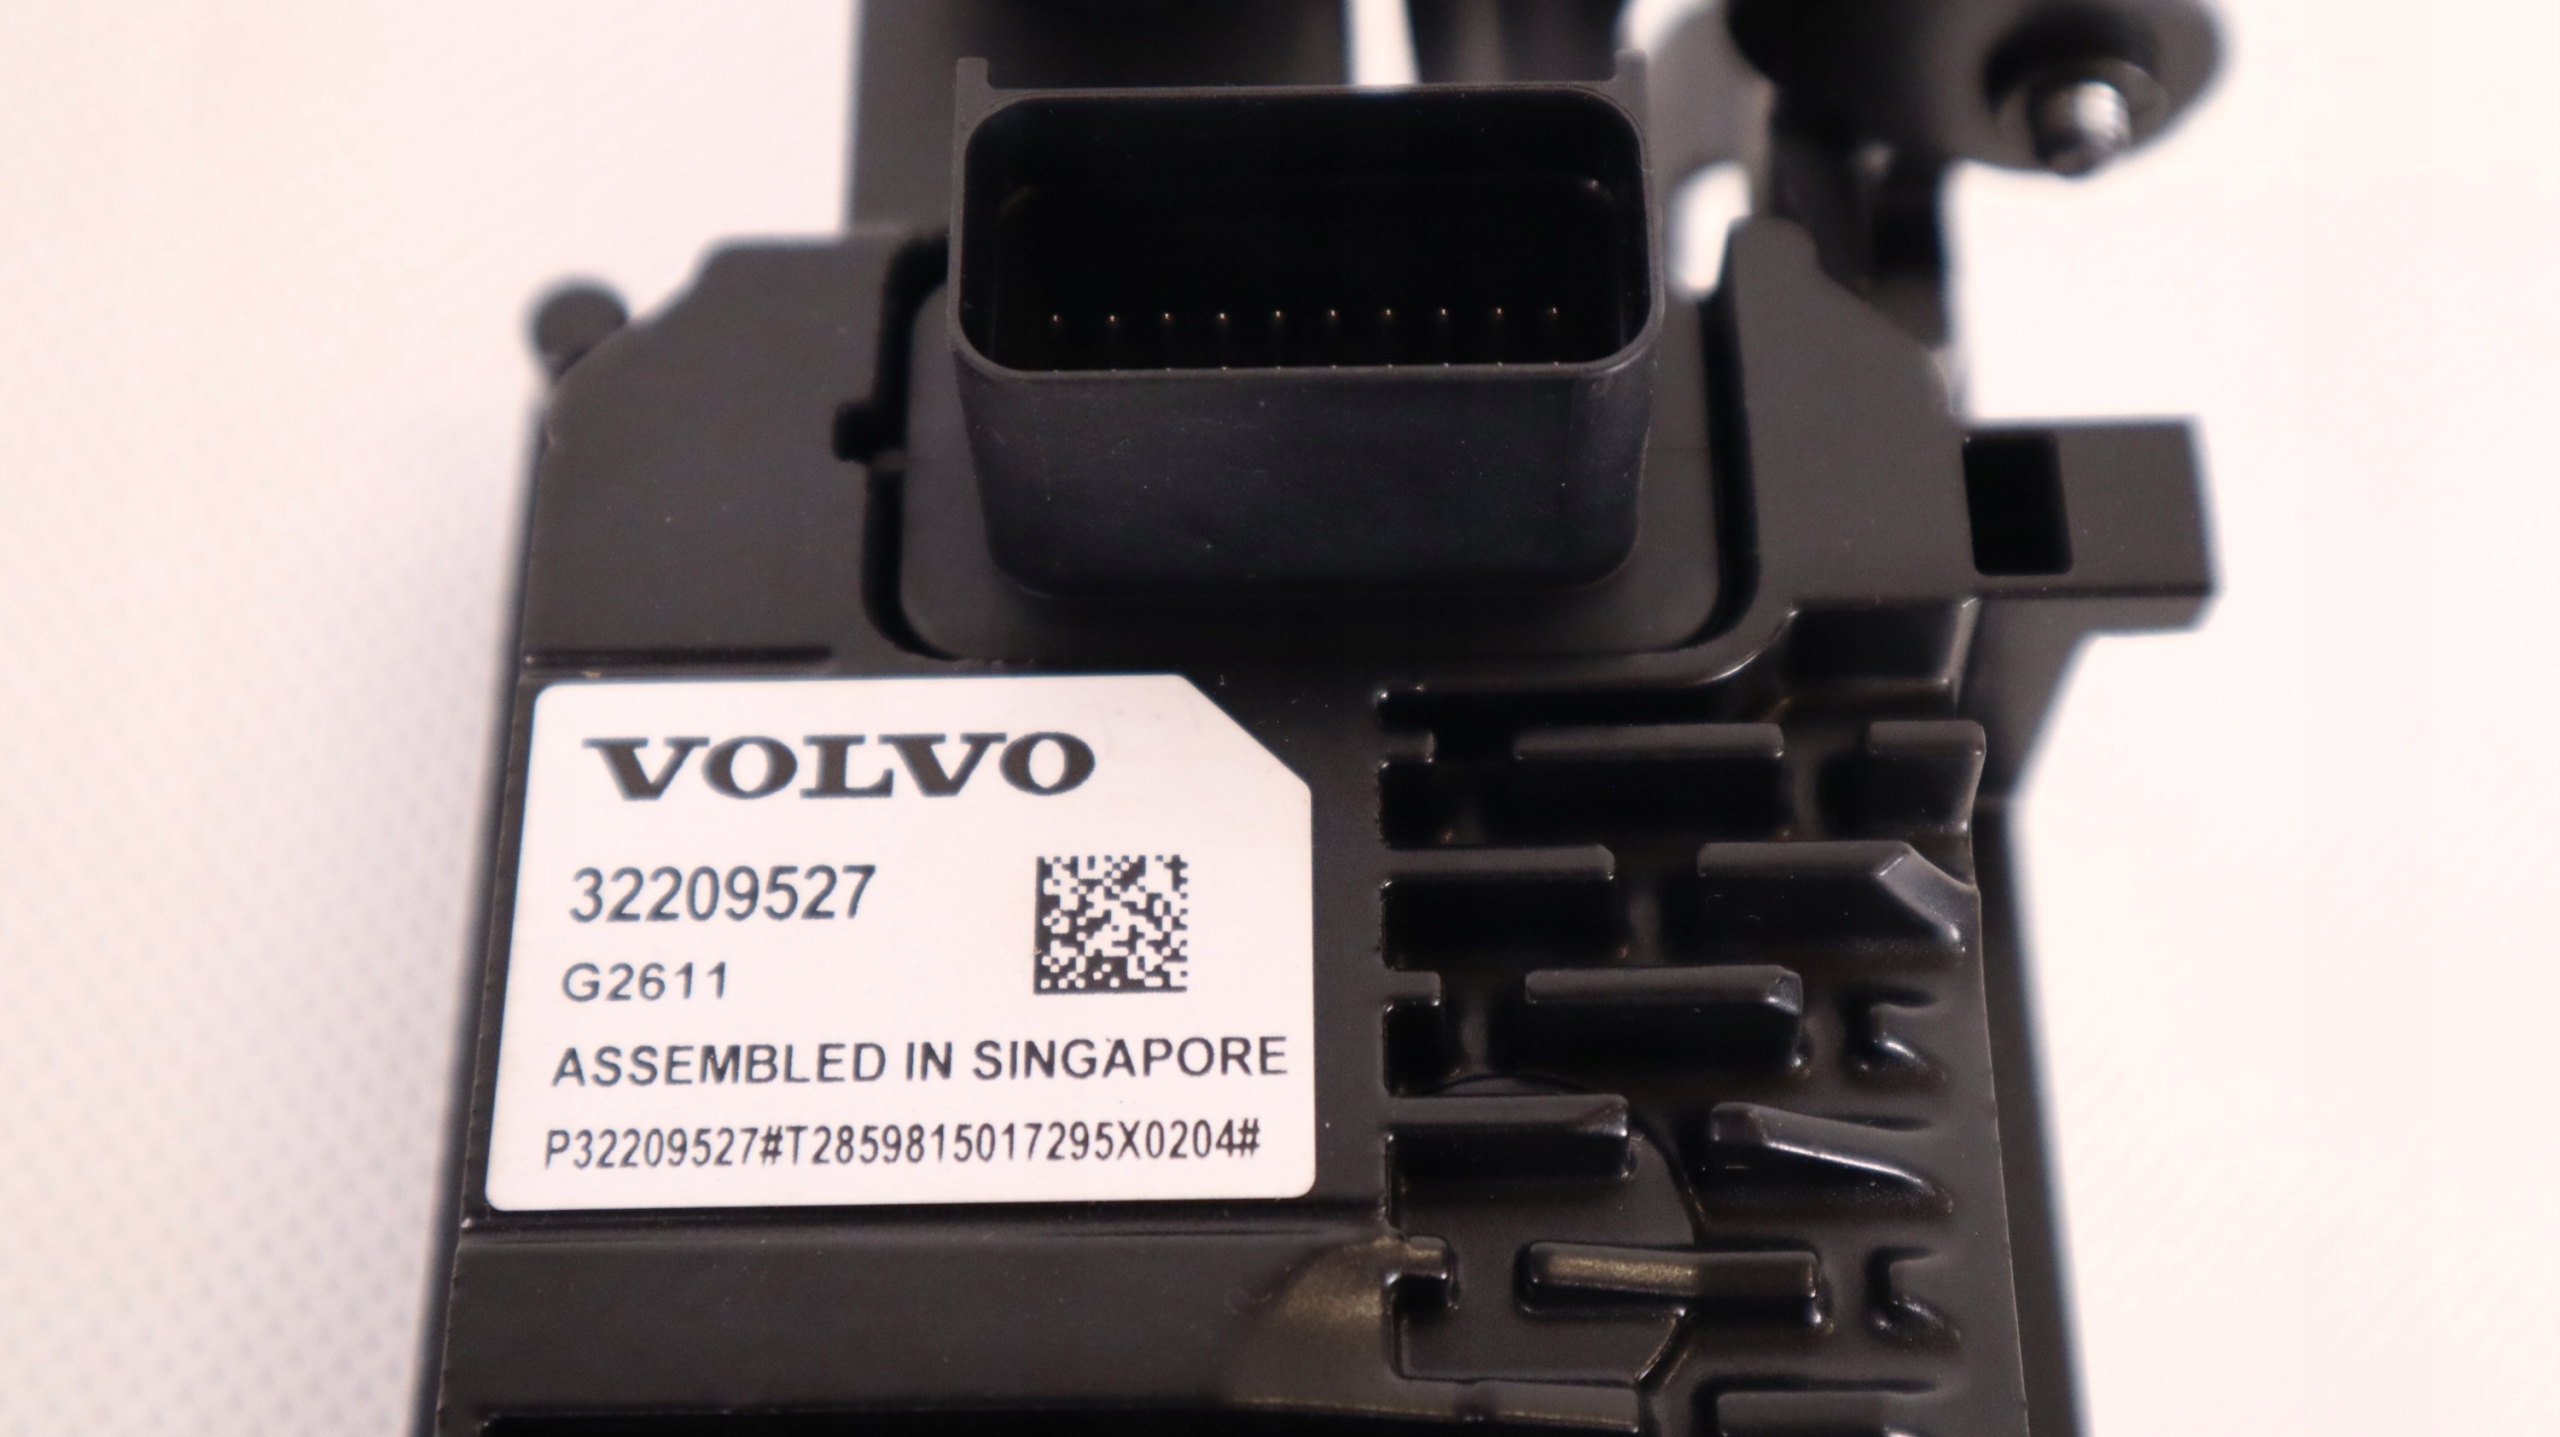 VOLVO
32209527
G2611
ASSEMBLED IN SINGAPORE
P32209527#T2859815017295X0204#